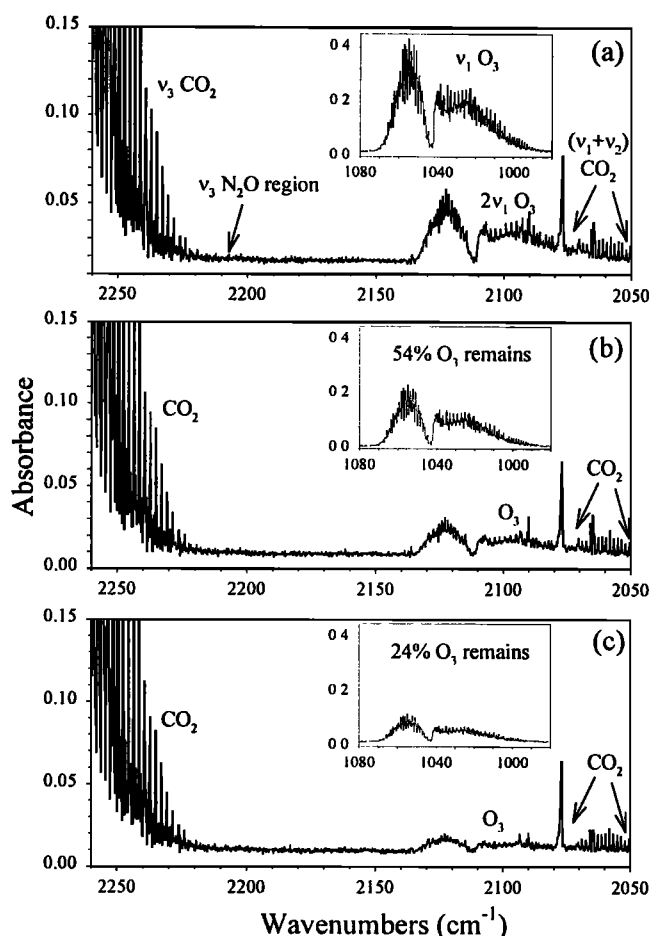 0.15
0.10
0.05
ν₃ CO₂
ν₃ N₂O region
(a)
ν₁ O₃
0 4
0 2
0 0
1080 1040 1000
2ν₁ O₃
(ν₁+ν₂)
CO₂
2250 2200 2150 2100 2050
0.15
0.10
0.05
0.00
CO₂
(b)
54% O₃ remains
0 4
0 2
0 0
1080 1040 1000
O₃
CO₂
2250 2200 2150 2100 2050
Absorbance
0.15
0.10
0.05
0.00
CO₂
(c)
24% O₃ remains
0 4
0 2
0 0
1080 1040 1000
O₃
CO₂
2250 2200 2150 2100 2050
Wavenumbers (cm⁻¹)